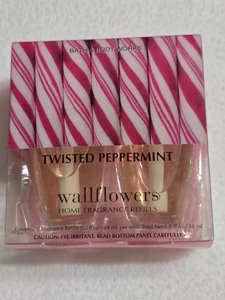 BATH & BODY WORKS
TWISTED PEPPERMINT
wallflowers
HOME FRAGRANCE REFILLS
CAUTION: EYE IRRITANT. READ BOTTOM PANEL CAREFULLY.